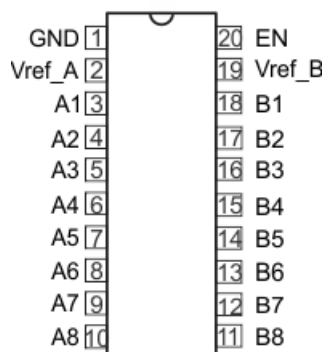 GND 1 20 EN
Vref_A 2 19 Vref_B
A1 3 18 B1
A2 4 17 B2
A3 5 16 B3
A4 6 15 B4
A5 7 14 B5
A6 8 13 B6
A7 9 12 B7
A8 10 11 B8